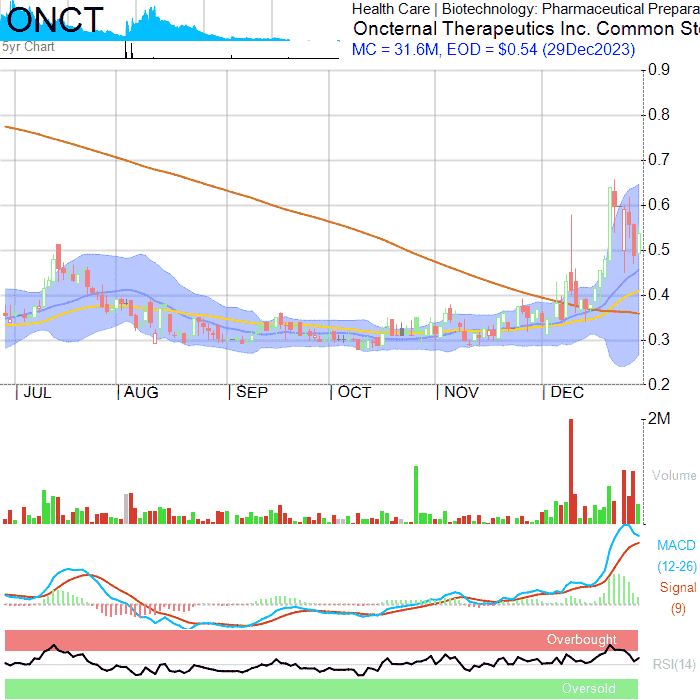 ONCT
5yr Chart
Health Care | Biotechnology: Pharmaceutical Prepara
Oncternal Therapeutics Inc. Common St
MC = 31.6M, EOD = $0.54 (29Dec2023)
0.9
0.8
0.7
0.6
0.5
0.4
0.3
0.2
JUL AUG SEP OCT NOV DEC
2M
Volume
MACD
(12-26)
Signal
(9)
Overbought
RSI(14)
Oversold